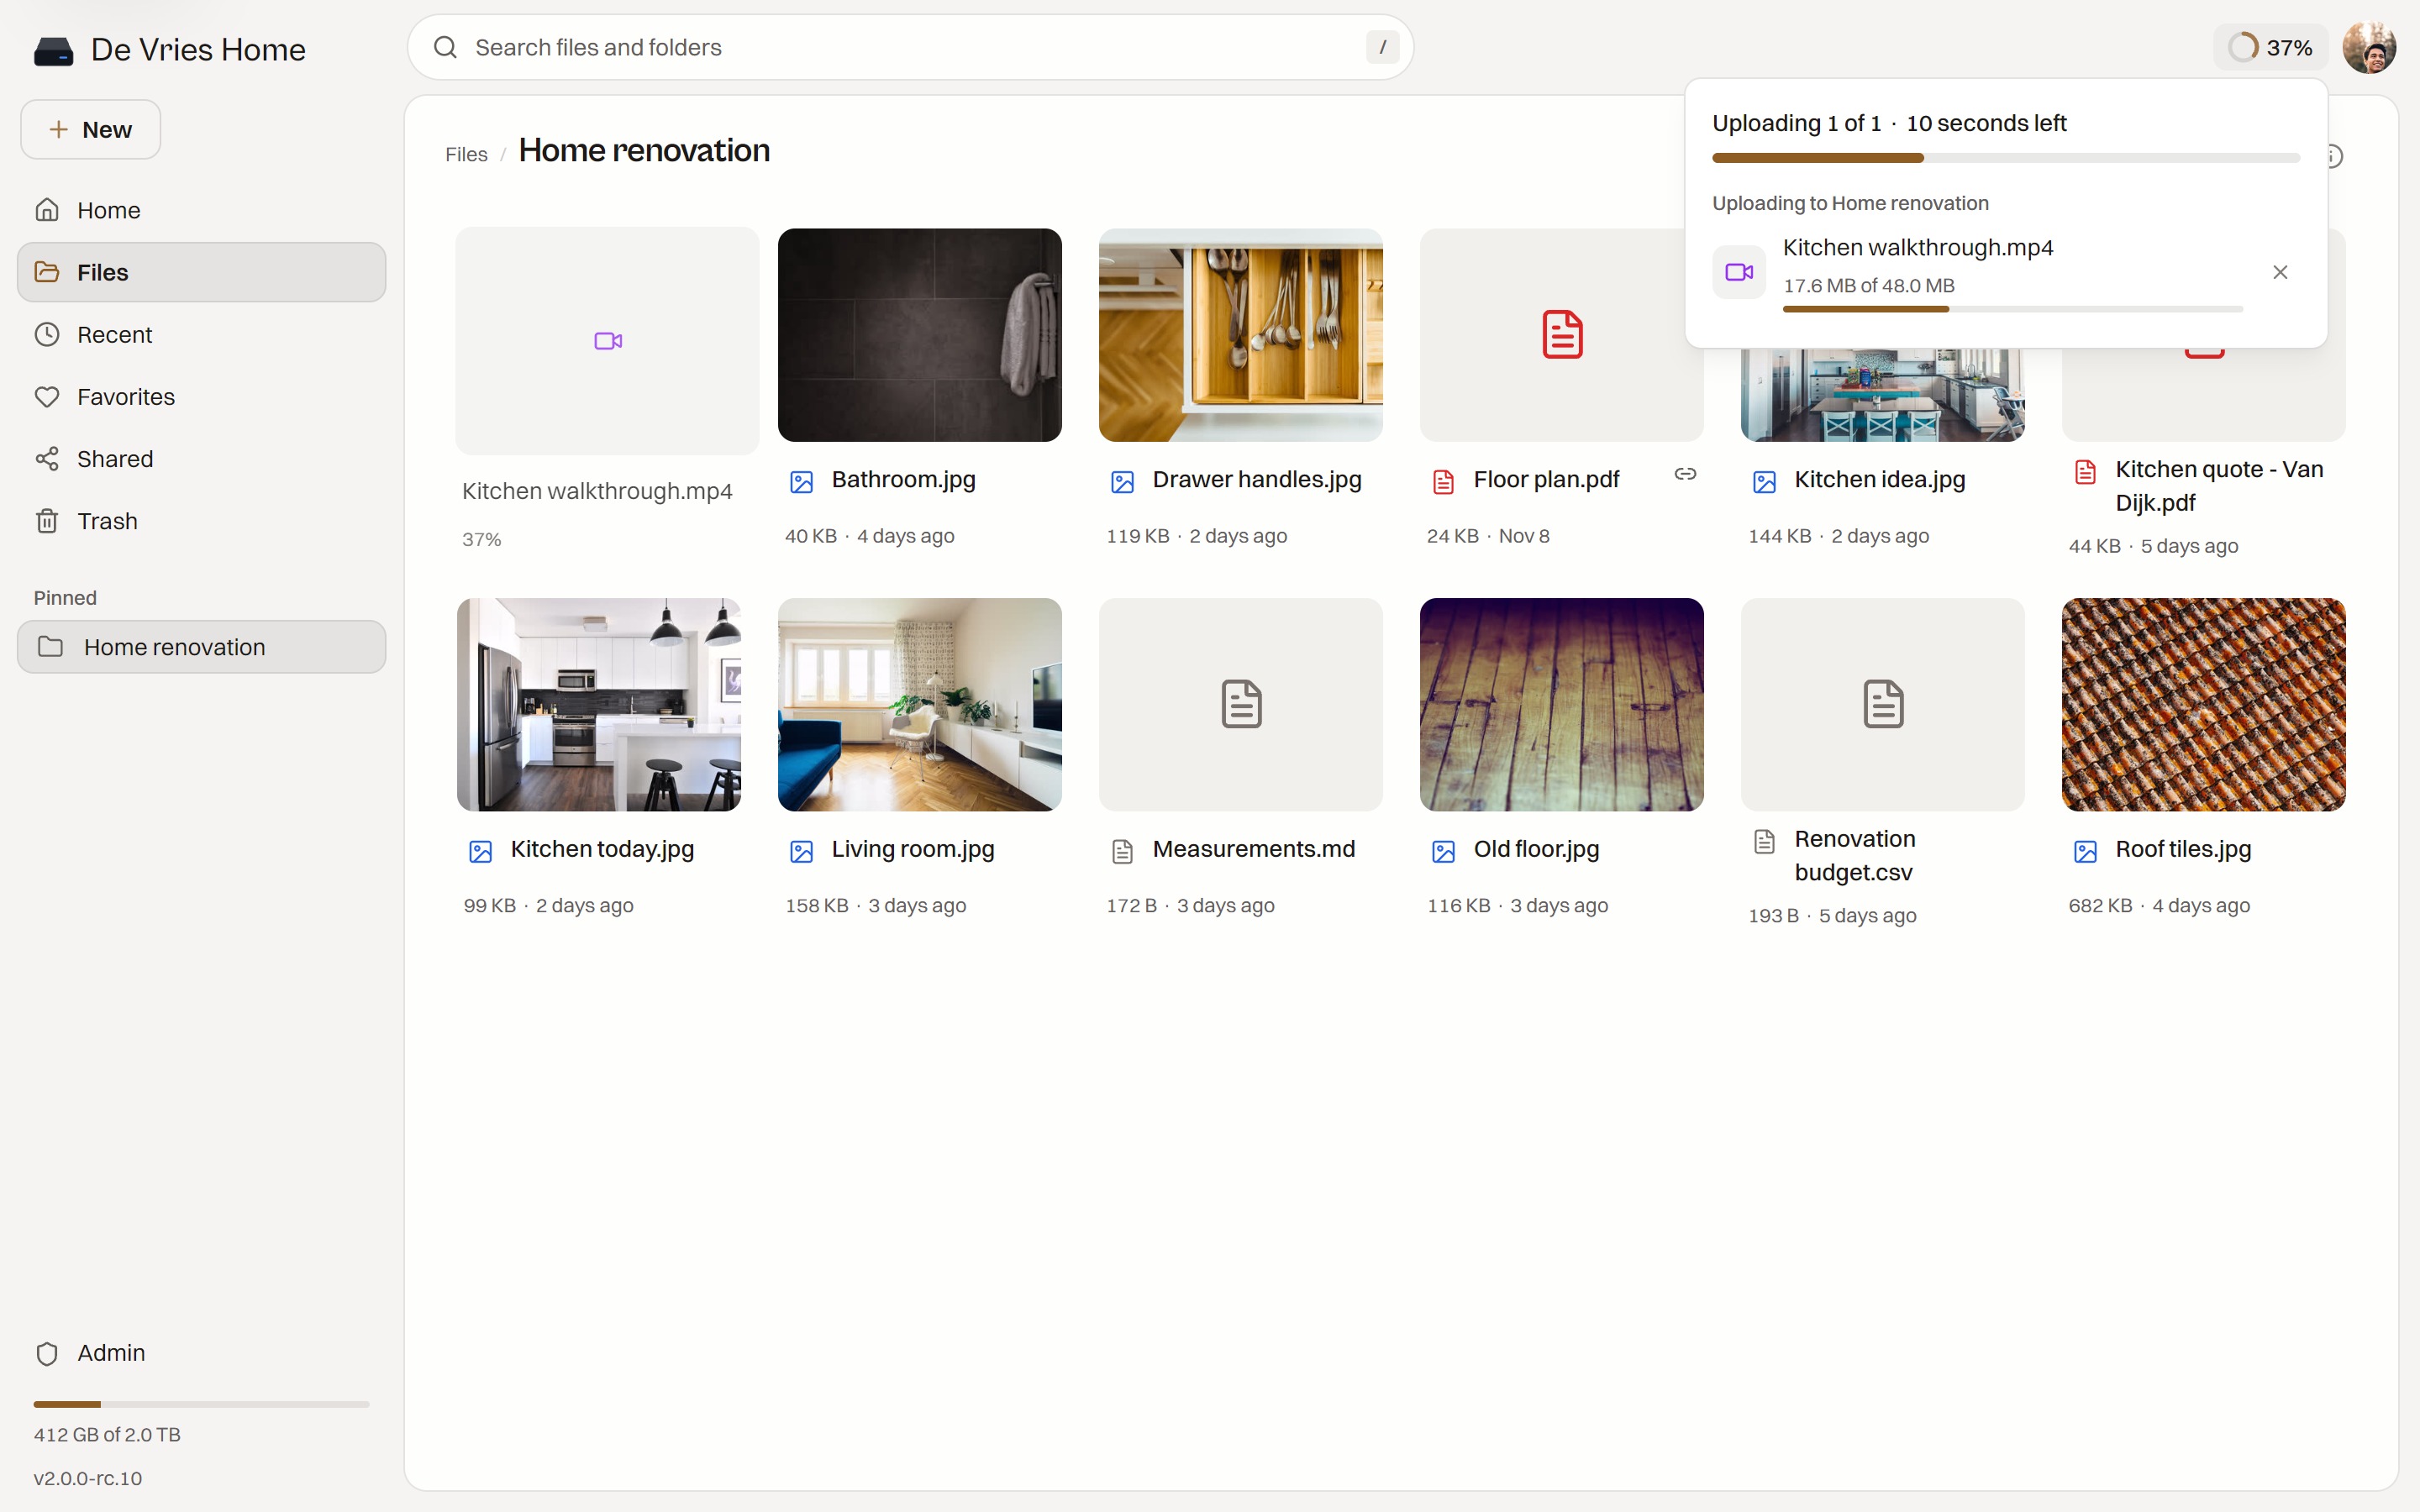 De Vries Home
Search files and folders
/
37%
New
Home
Files
Recent
Favorites
Shared
Trash
Pinned
Home renovation
Admin
412 GB of 2.0 TB
v2.0.0-rc.10
Files / Home renovation
Uploading 1 of 1 · 10 seconds left
Uploading to Home renovation
Kitchen walkthrough.mp4
17.6 MB of 48.0 MB
Kitchen walkthrough.mp4
37%
Bathroom.jpg
40 KB · 4 days ago
Drawer handles.jpg
119 KB · 2 days ago
Floor plan.pdf
24 KB · Nov 8
Kitchen idea.jpg
144 KB · 2 days ago
Kitchen quote - Van
Dijk.pdf
44 KB · 5 days ago
Kitchen today.jpg
99 KB · 2 days ago
Living room.jpg
158 KB · 3 days ago
Measurements.md
172 B · 3 days ago
Old floor.jpg
116 KB · 3 days ago
Renovation
budget.csv
193 B · 5 days ago
Roof tiles.jpg
682 KB · 4 days ago